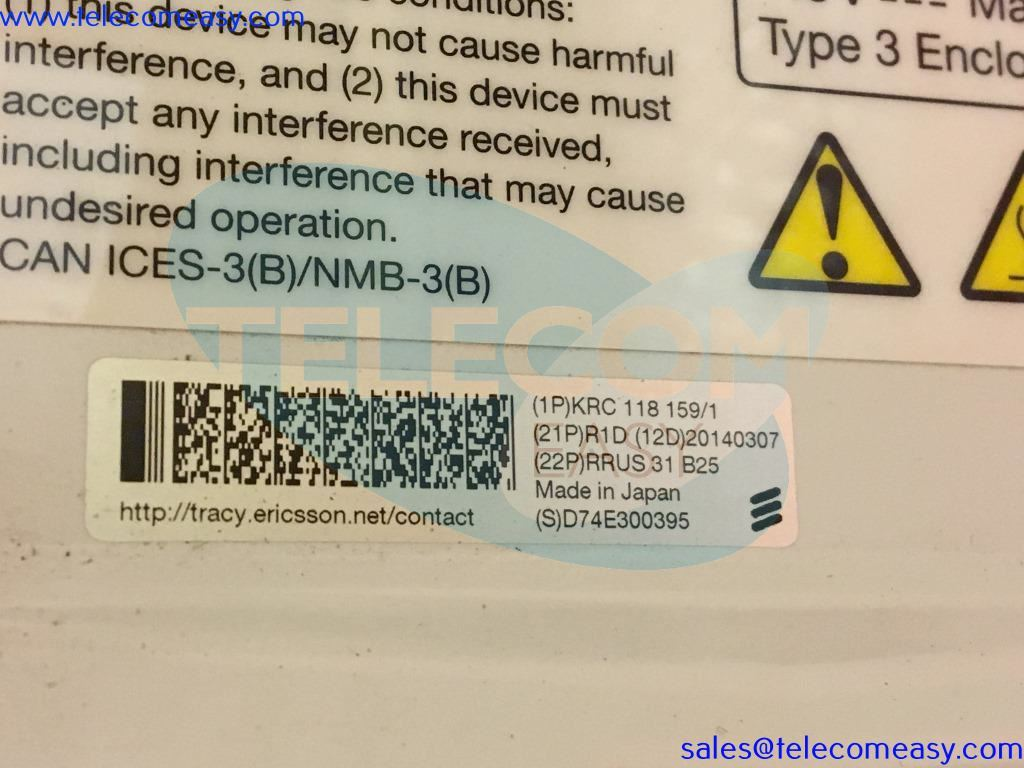 (1) this device may not cause harmful
www.telecomeasy.com
interference, and (2) this device must
accept any interference received,
including interference that may cause
undesired operation.
CAN ICES-3(B)/NMB-3(B)
Type 3 Enclo
TELECOM
EASY
(1P)KRC 118 159/1
(21P)R1D (12D)20140307
(22P)RRUS 31 B25
Made in Japan
(S)D74E300395
http://tracy.ericsson.net/contact
sales@telecomeasy.com